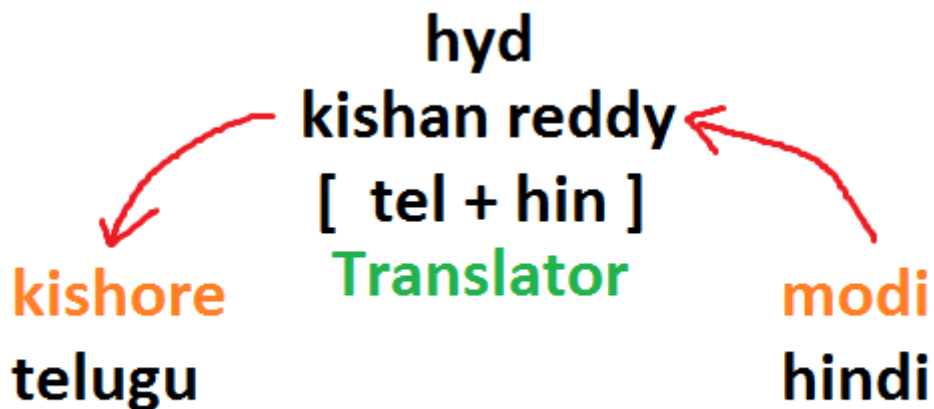 hyd
kishan reddy
[ tel + hin ]
Translator
kishore
telugu
modi
hindi